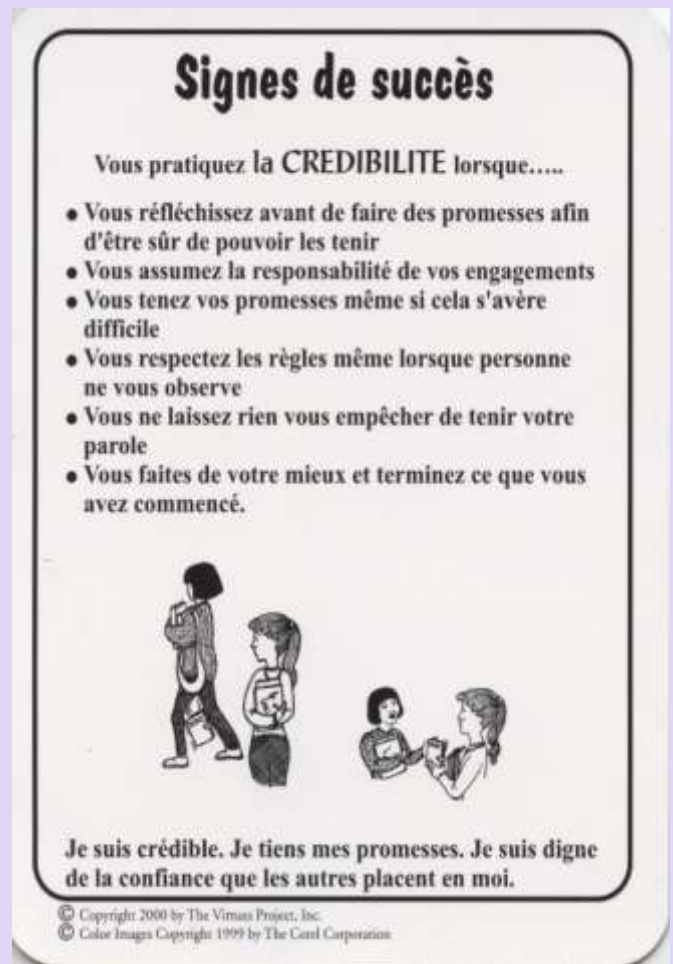 Signes de succès
Vous pratiquez la CREDIBILITE lorsque.....
● Vous réfléchissez avant de faire des promesses afin
d'être sûr de pouvoir les tenir
● Vous assumez la responsabilité de vos engagements
● Vous tenez vos promesses même si cela s'avère
difficile
● Vous respectez les règles même lorsque personne
ne vous observe
● Vous ne laissez rien vous empêcher de tenir votre
parole
● Vous faites de votre mieux et terminez ce que vous
avez commencé.
Je suis crédible. Je tiens mes promesses. Je suis digne
de la confiance que les autres placent en moi.
© Copyright 2000 by The Virtues Project, Inc.
© Color Images Copyright 1999 by The Corel Corporation